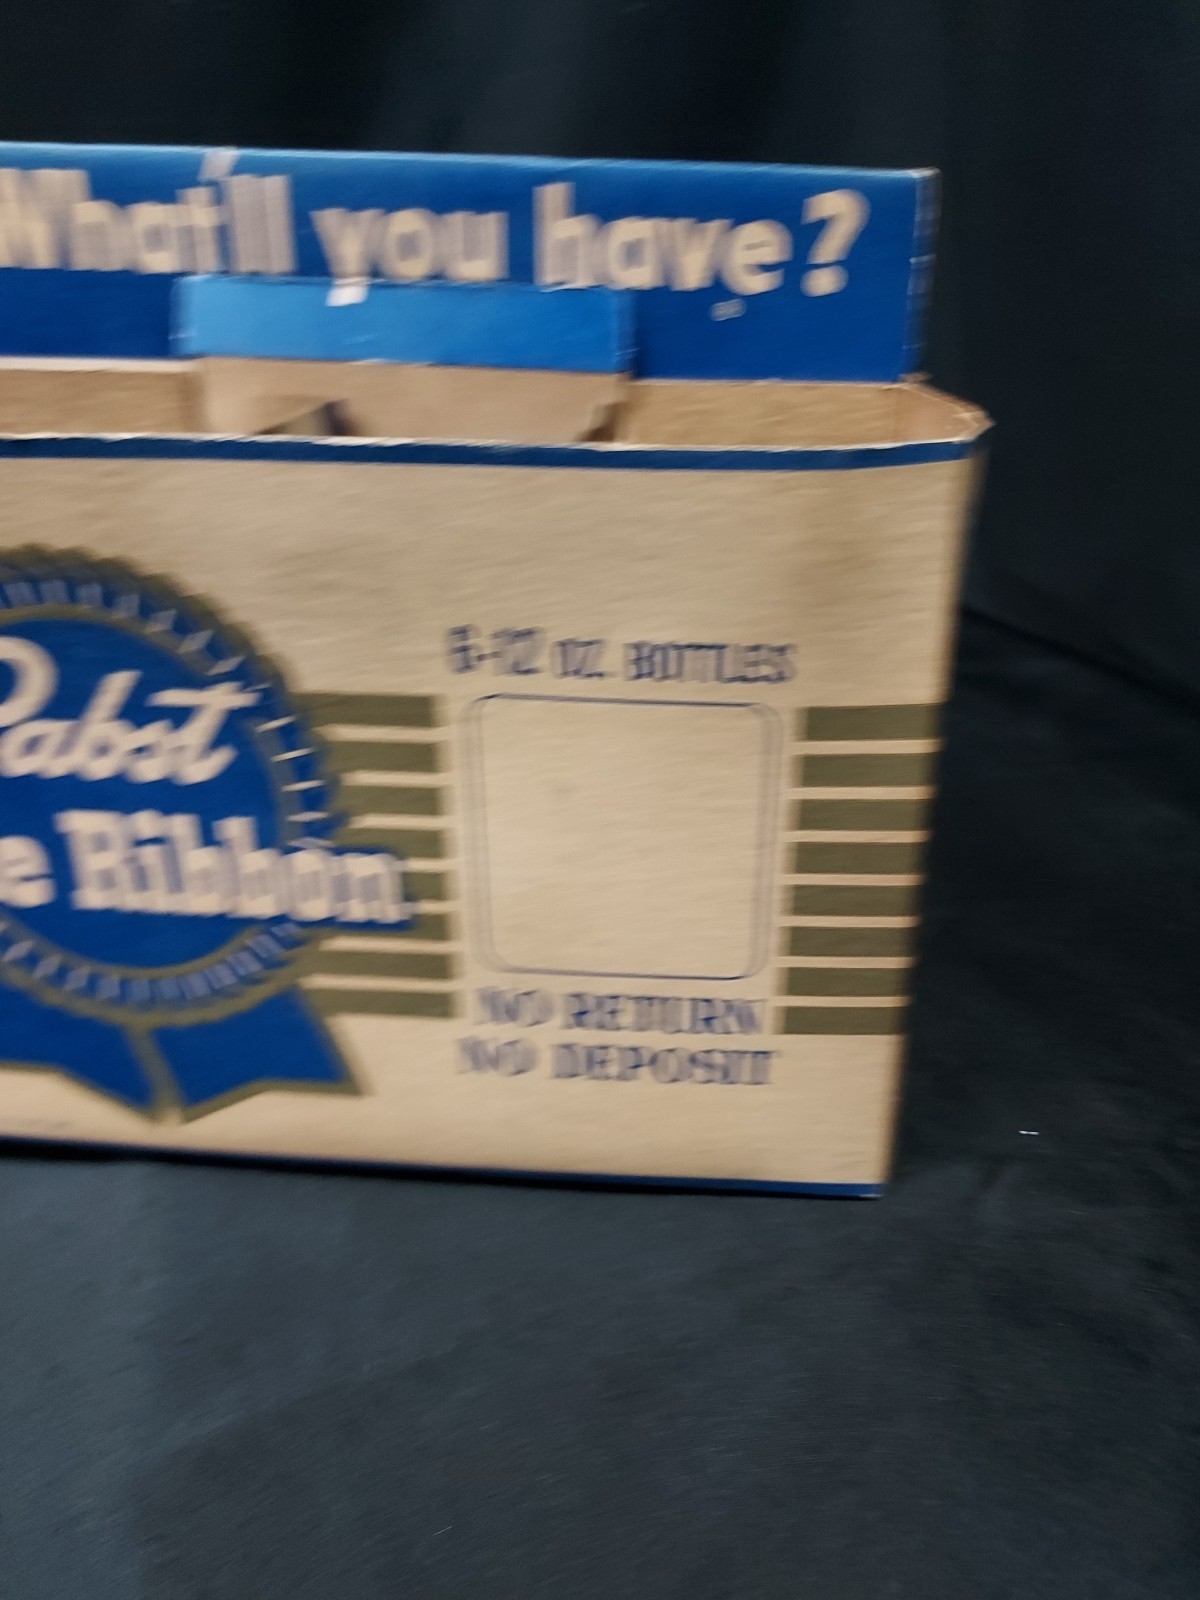 What'll you have?
6-12 OZ. BOTTLES
Pabst
e Ribbon
NO RETURN
NO DEPOSIT